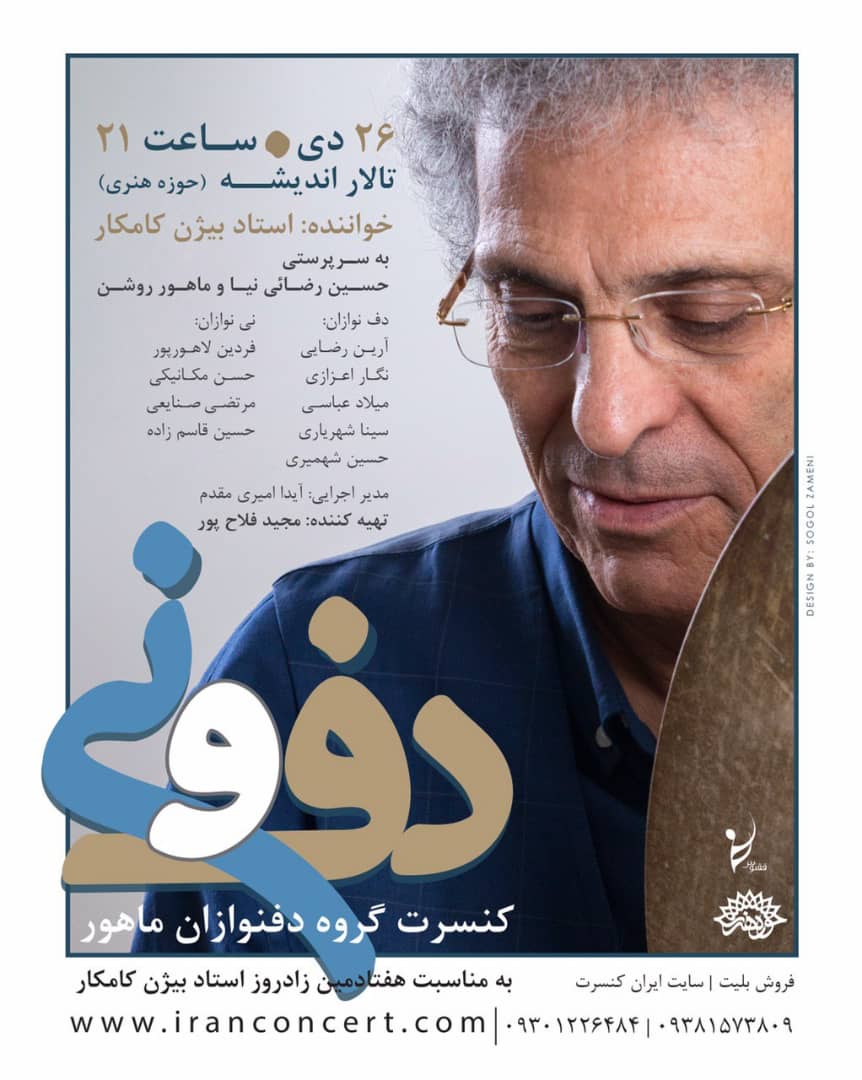 ۲۶ دی • ساعت ۲۱
تالار اندیشه (حوزه هنری)
خواننده: استاد بیژن کامکار
به سرپرستی
حسین رضائی نیا و ماهور روشن
دف نوازان:
آرین رضایی
نگار اعزازی
میلاد عباسی
سینا شهریاری
حسین شهمیری
نی نوازان:
فردین لاهورپور
حسن مکانیکی
مرتضی صنایعی
حسین قاسم زاده
مدیر اجرایی: آیدا امیری مقدم
تهیه کننده: مجید فلاح پور
دف و نی
کنسرت گروه دفنوازان ماهور
DESIGN BY: SOGOL ZAMENI
ققنوس
حوزه هنری
به مناسبت هفتادمین زادروز استاد بیژن کامکار
فروش بلیت | سایت ایران کنسرت
www.iranconcert.com | ۰۹۳۰۱۲۲۶۴۸۴ | ۰۹۳۸۱۵۷۳۸۰۹